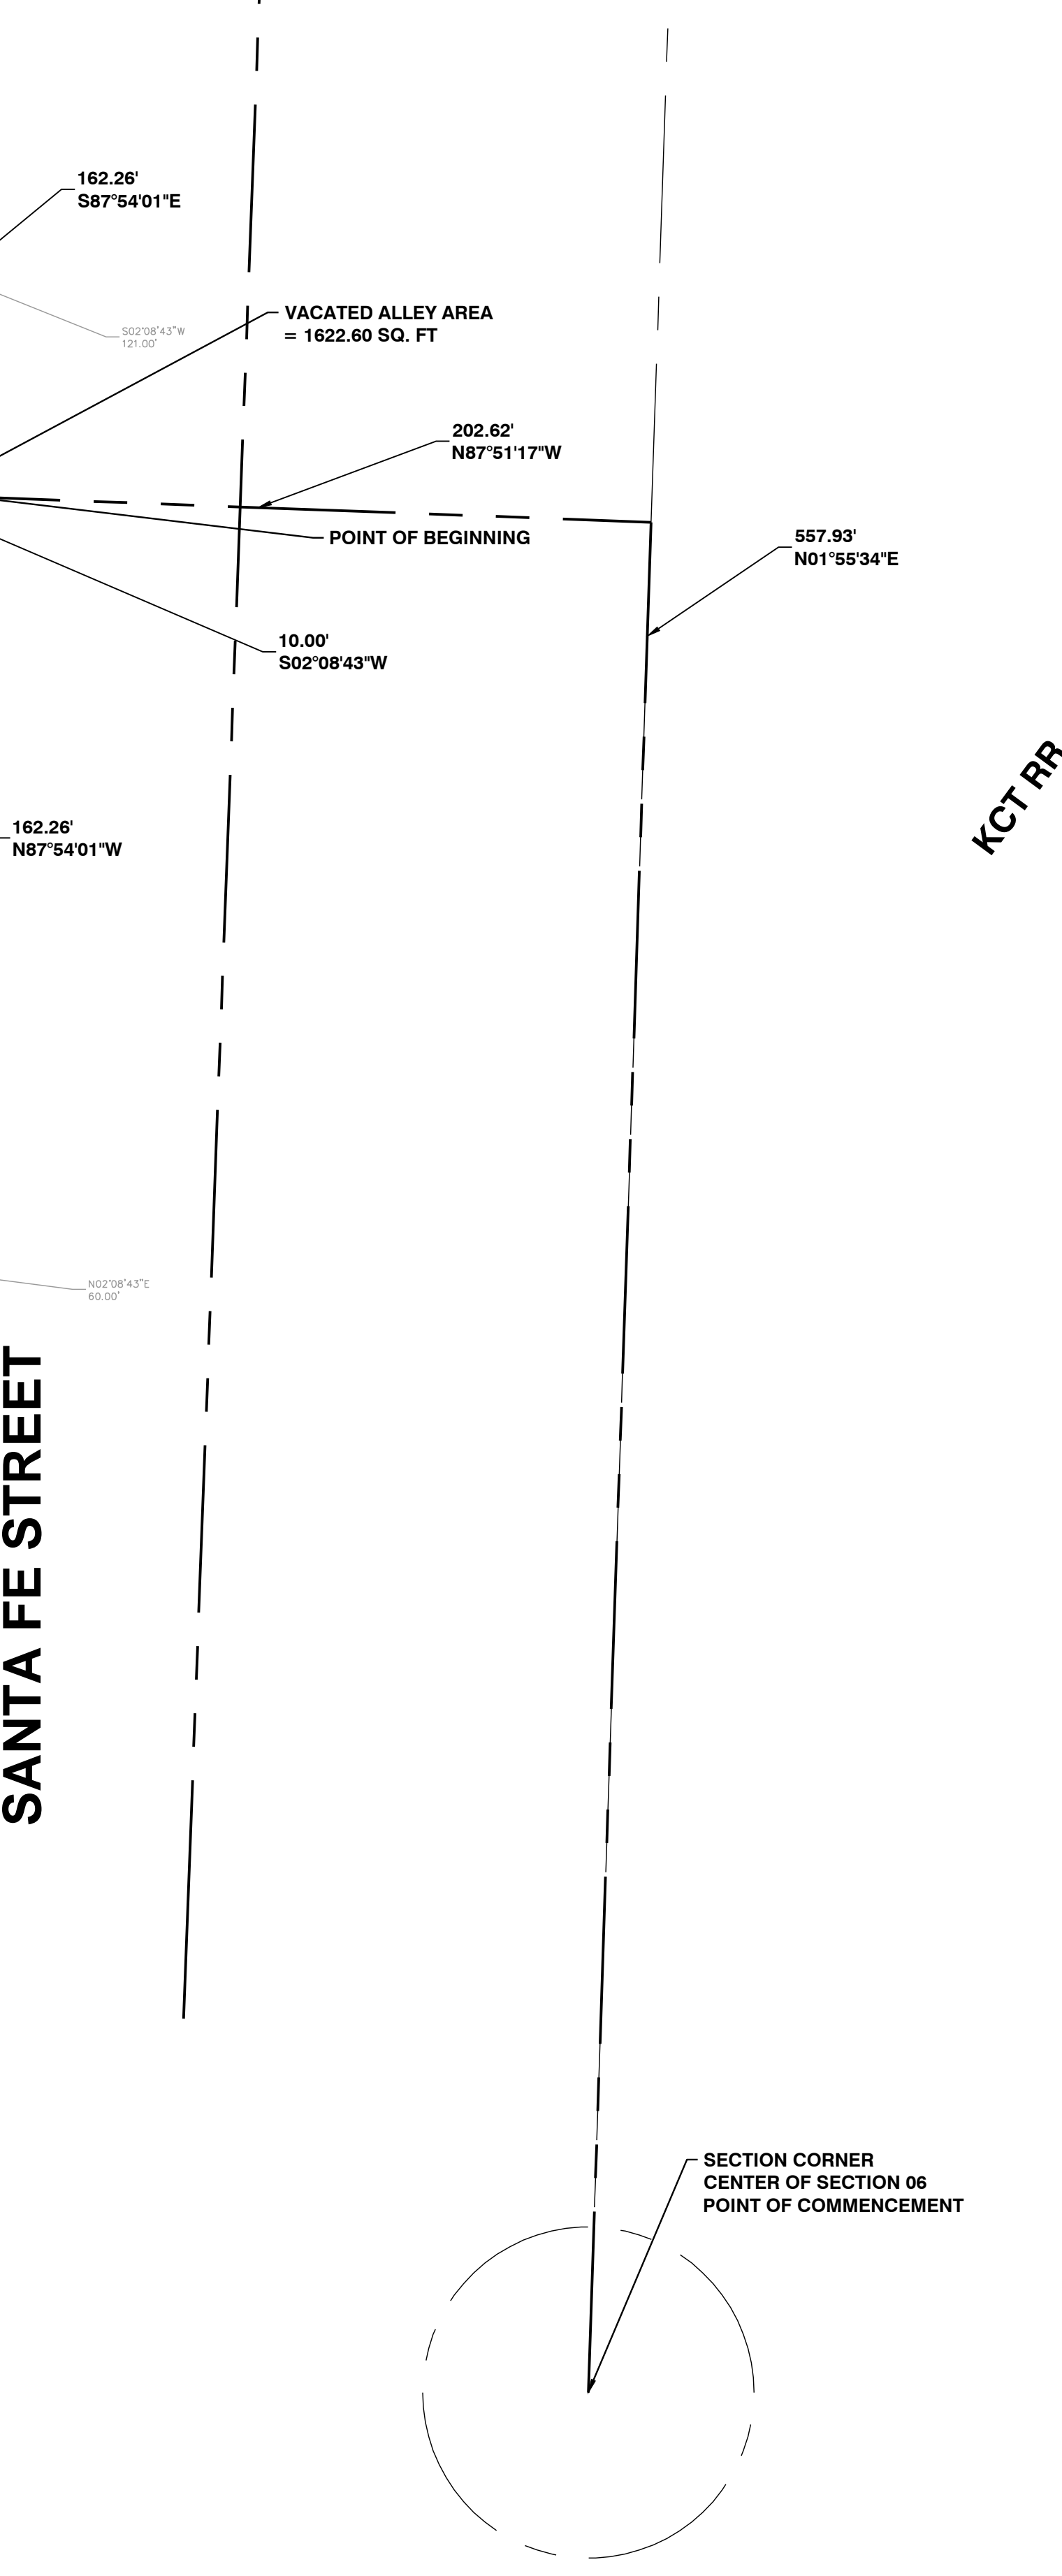 162.26'
S87°54'01"E
S02°08'43"W
121.00'
VACATED ALLEY AREA
= 1622.60 SQ. FT
202.62'
N87°51'17"W
POINT OF BEGINNING
557.93'
N01°55'34"E
10.00'
S02°08'43"W
KCT RR
162.26'
N87°54'01"W
N02°08'43"E
60.00'
SANTA FE STREET
SECTION CORNER
CENTER OF SECTION 06
POINT OF COMMENCEMENT